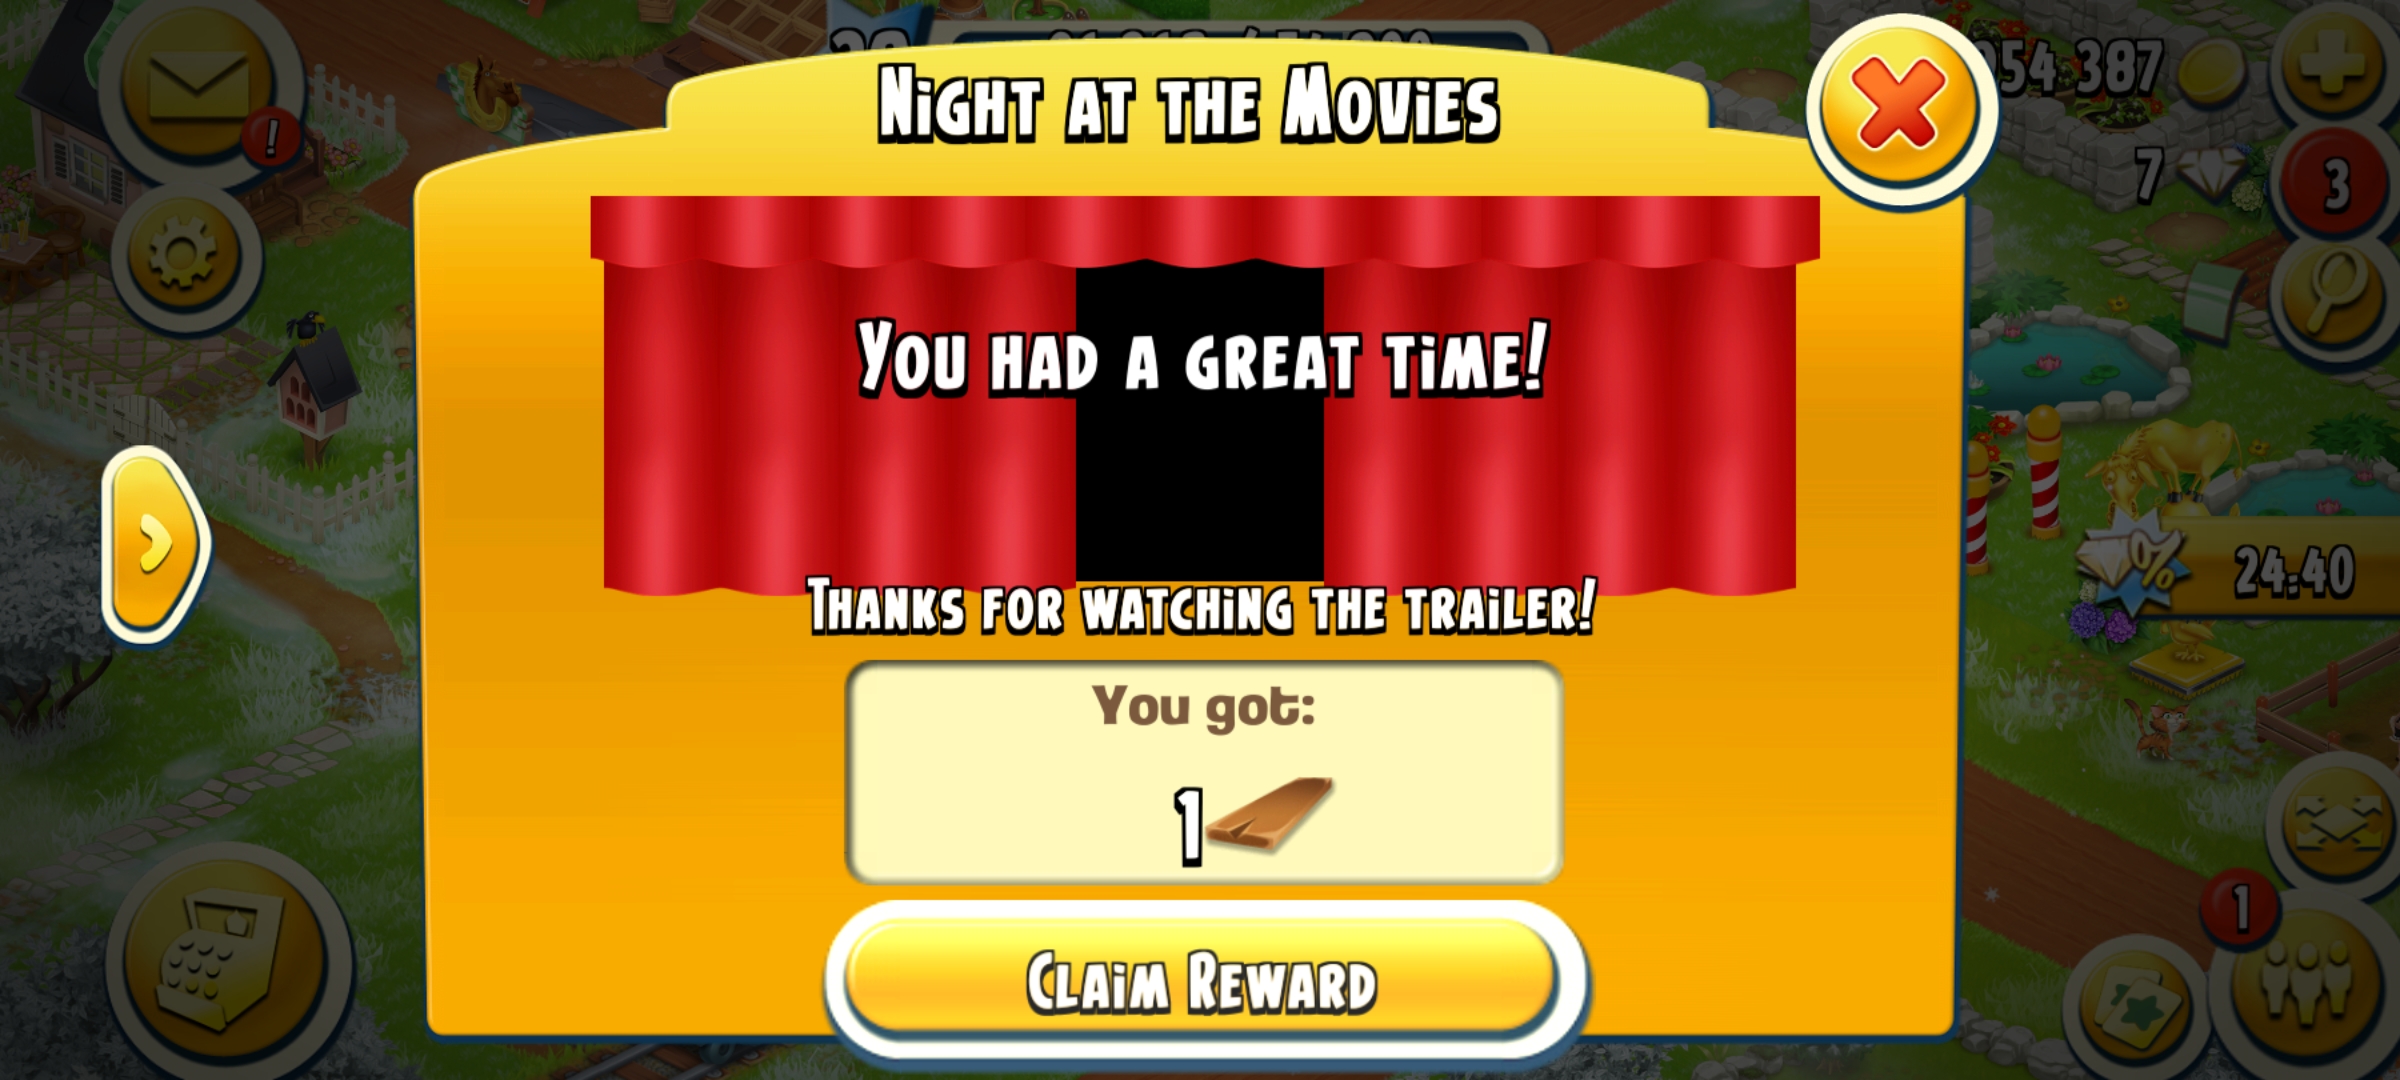 Night at the Movies
954 387
!
7
3
You had a great time!
24:40
%
Thanks for watching the trailer!
You got:
1
1
Claim Reward